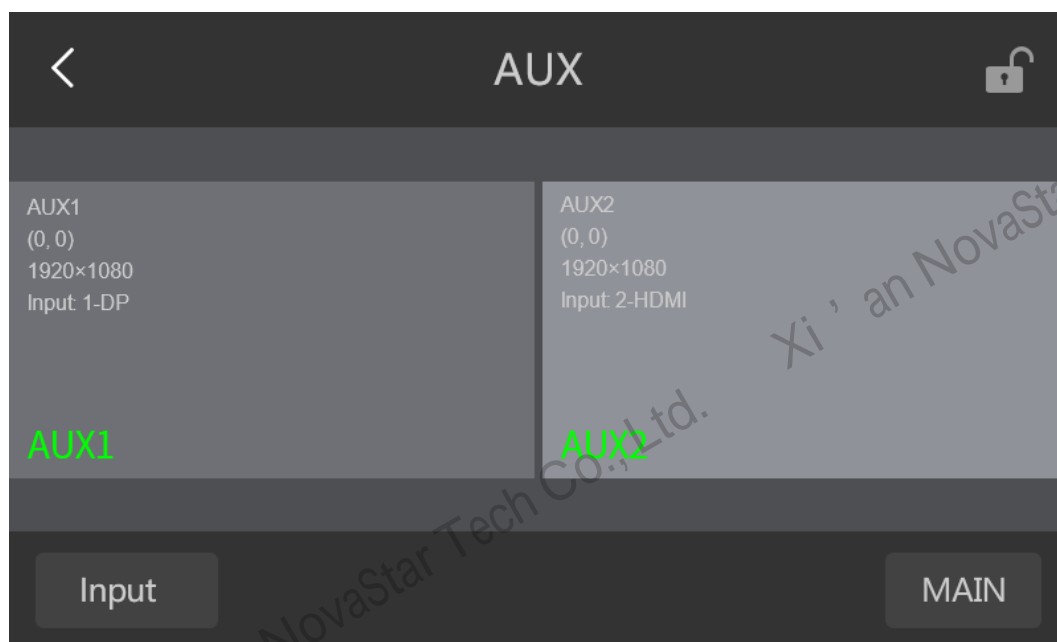 AUX
AUX1
(0, 0)
1920×1080
Input: 1-DP
AUX1
AUX2
(0, 0)
1920×1080
Input: 2-HDMI
AUX2
Input
MAIN
NovaStar Tech Co., Ltd.
Xi’an NovaSta